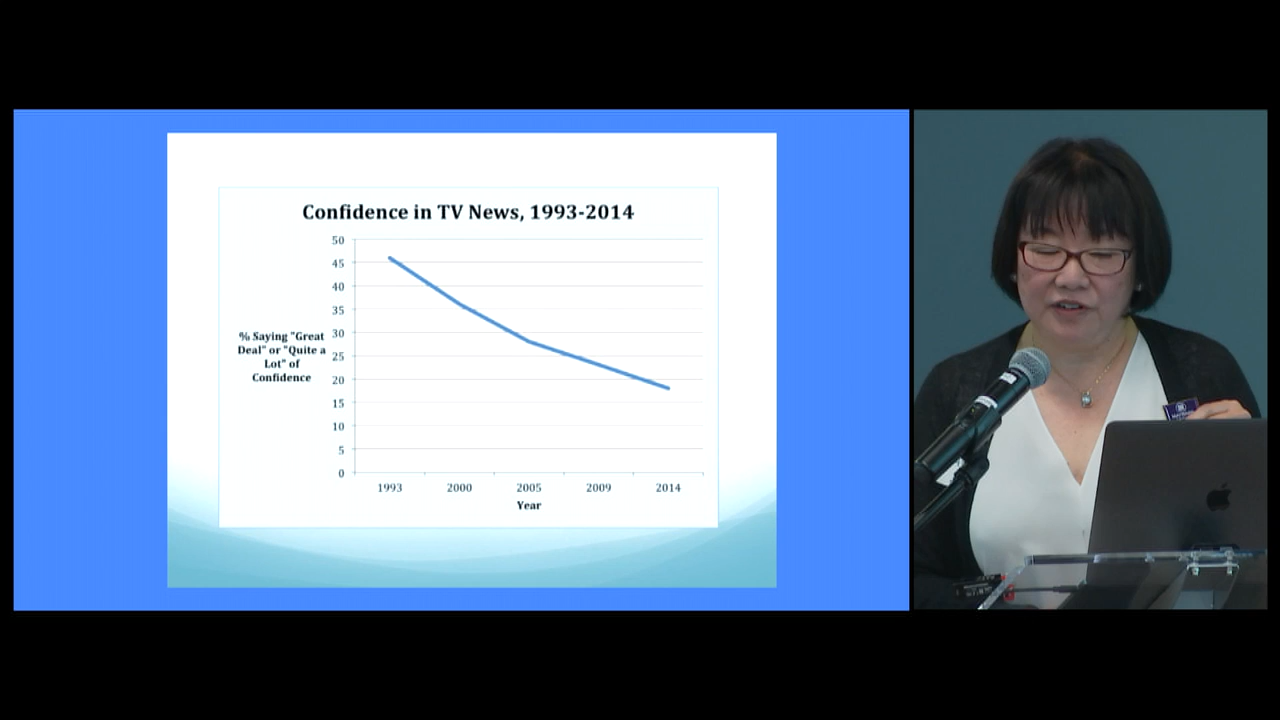 Confidence in TV News, 1993-2014
50
45
40
35
30
25
20
15
10
5
0
% Saying "Great
Deal" or "Quite a
Lot" of
Confidence
1993 2000 2005 2009 2014
Year